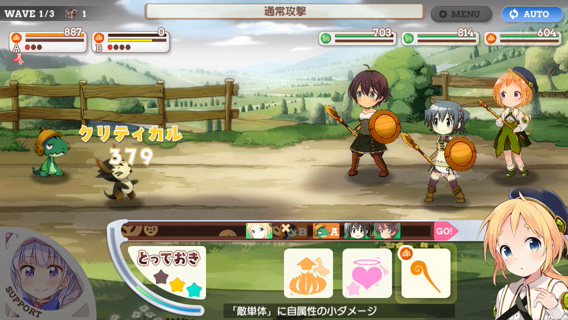 WAVE 1/3 1
通常攻撃
MENU
AUTO
887
0
703
814
604
A
B
クリティカル
379
B
A
GO!
とっておき
SUPPORT
「敵単体」に自属性の小ダメージ